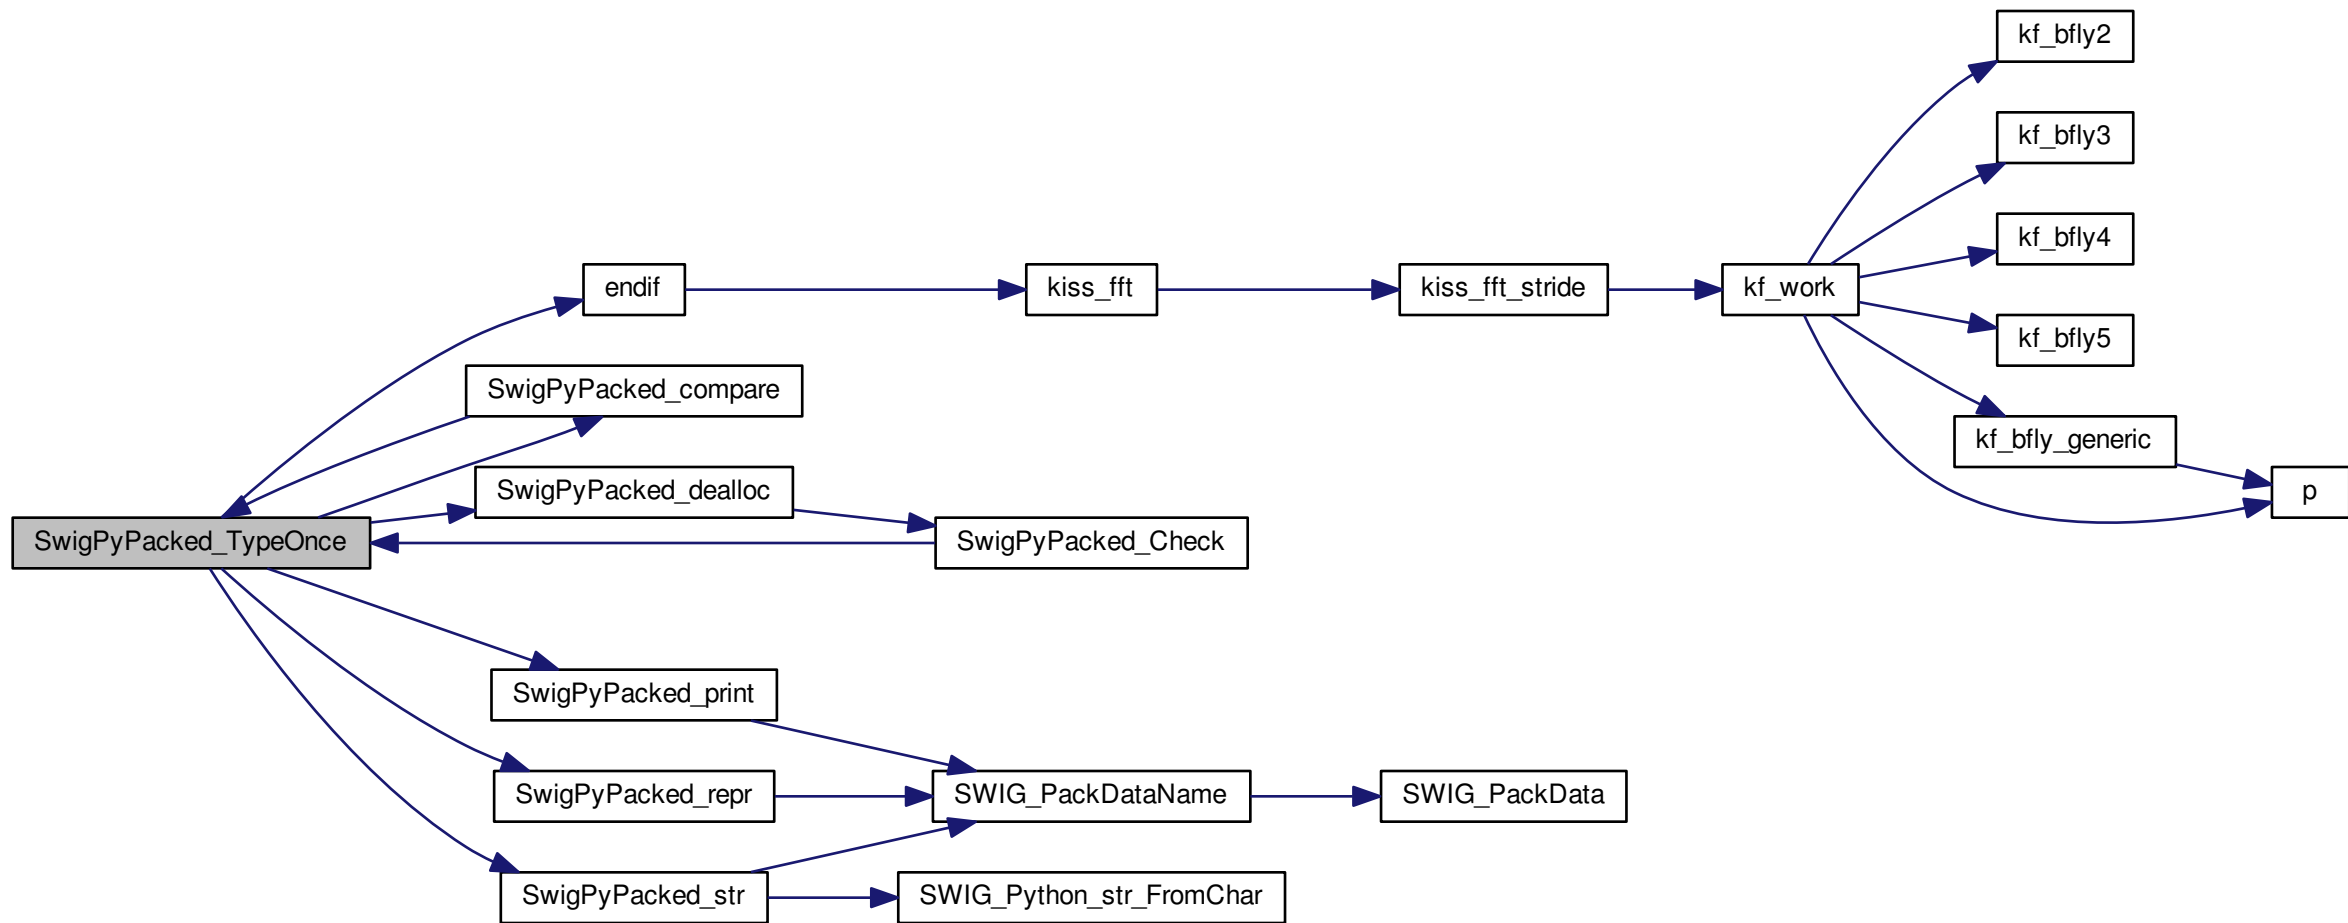 kf_bfly2
kf_bfly3
kf_bfly4
endif
kiss_fft
kiss_fft_stride
kf_work
kf_bfly5
SwigPyPacked_compare
kf_bfly_generic
SwigPyPacked_dealloc
p
SwigPyPacked_TypeOnce
SwigPyPacked_Check
SwigPyPacked_print
SwigPyPacked_repr
SWIG_PackDataName
SWIG_PackData
SwigPyPacked_str
SWIG_Python_str_FromChar